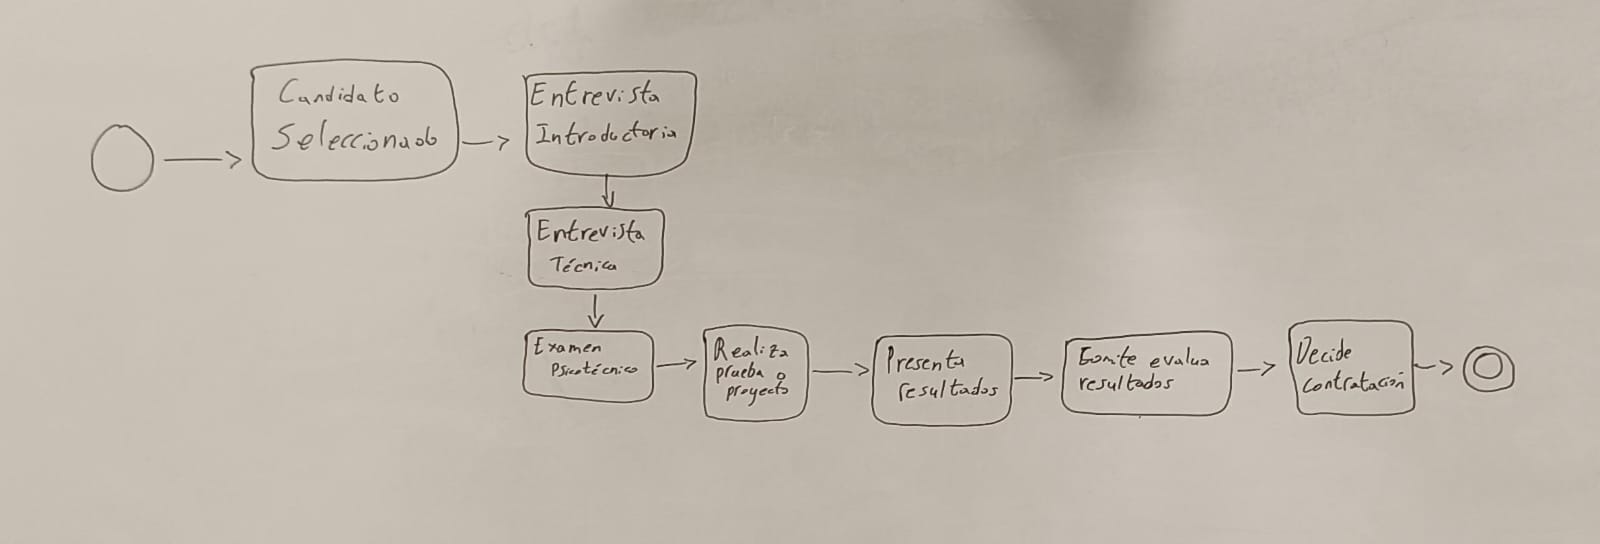 Candidato
Seleccionado
Entrevista
Introductoria
Entrevista
Técnica
Examen
Psicotécnico
Realiza
prueba o
proyecto
Presenta
resultados
Comite evalua
resultados
Decide
contratación